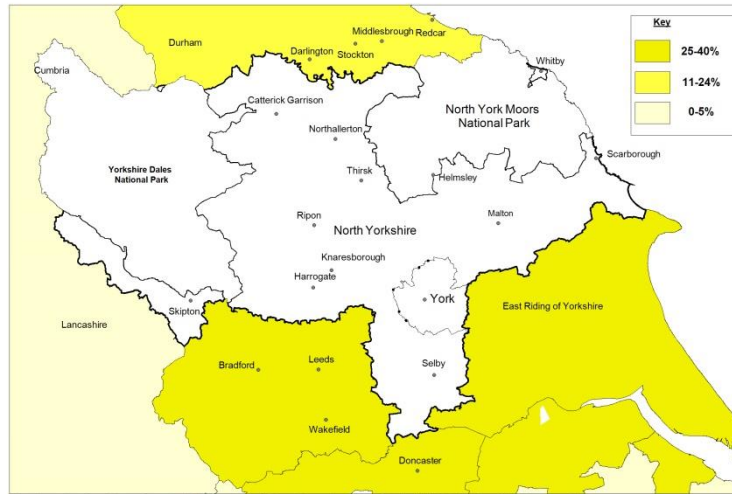 Key
25-40%
11-24%
0-5%
Middlesbrough
Redcar
Durham
Darlington
Stockton
Whitby
Cumbria
Catterick Garrison
North York Moors
National Park
Northallerton
Scarborough
Yorkshire Dales
National Park
Thirsk
Helmsley
Ripon
North Yorkshire
Malton
Knaresborough
Harrogate
York
Skipton
East Riding of Yorkshire
Lancashire
Bradford
Leeds
Selby
Wakefield
Doncaster